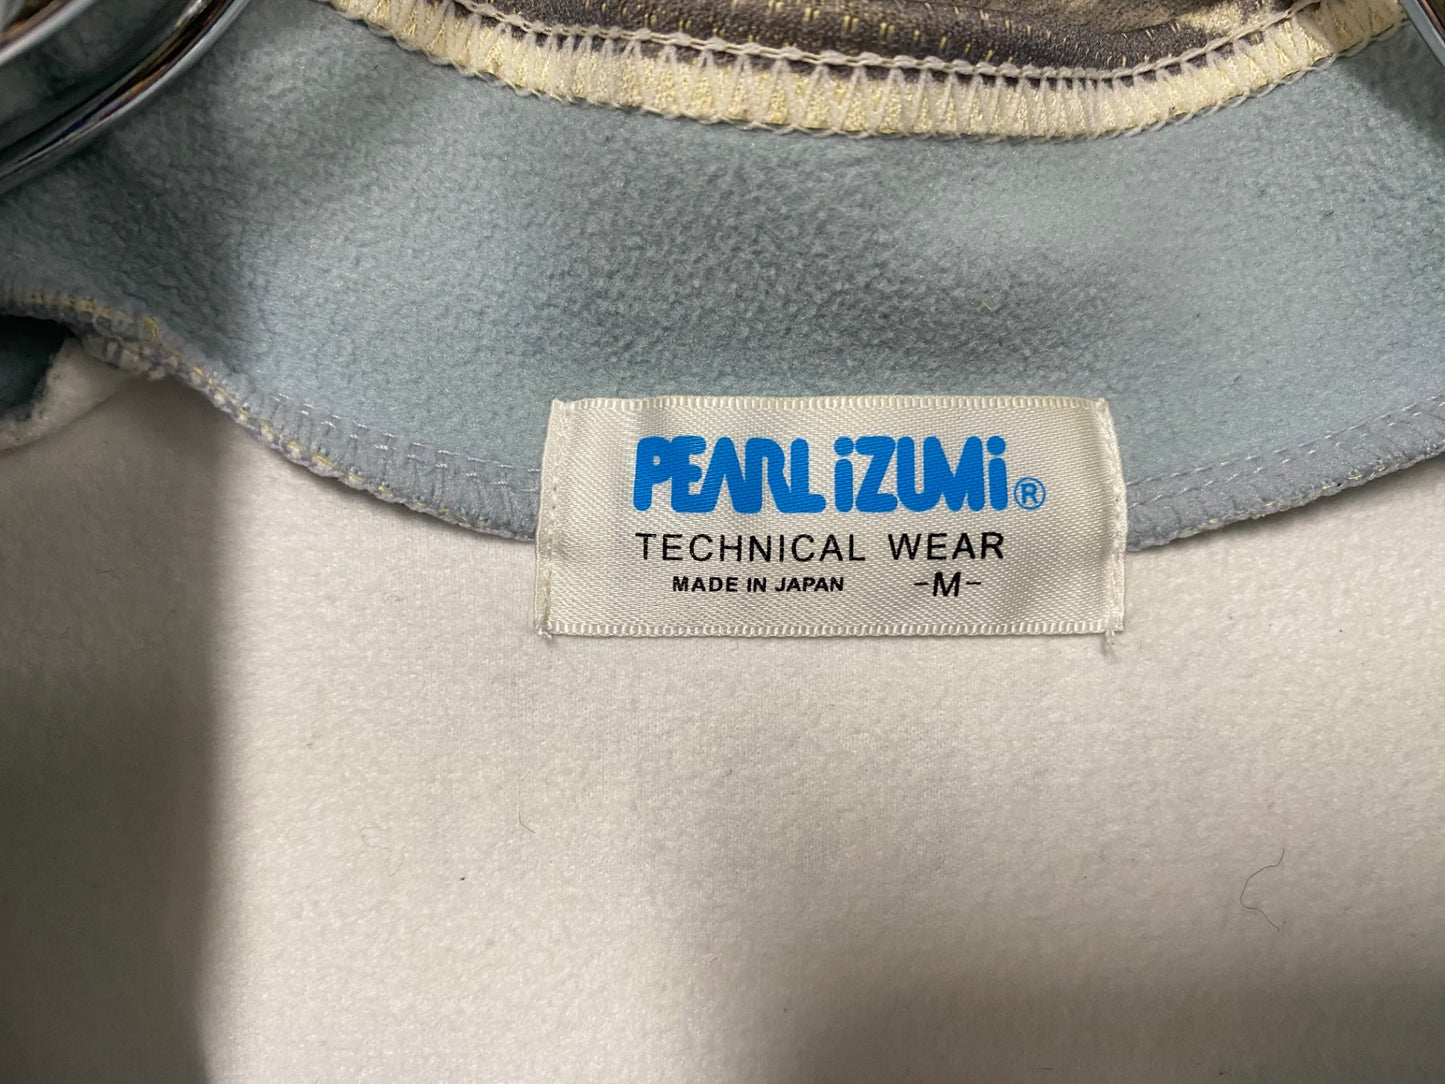 PEARL iZUMi®
TECHNICAL WEAR
MADE IN JAPAN -M-